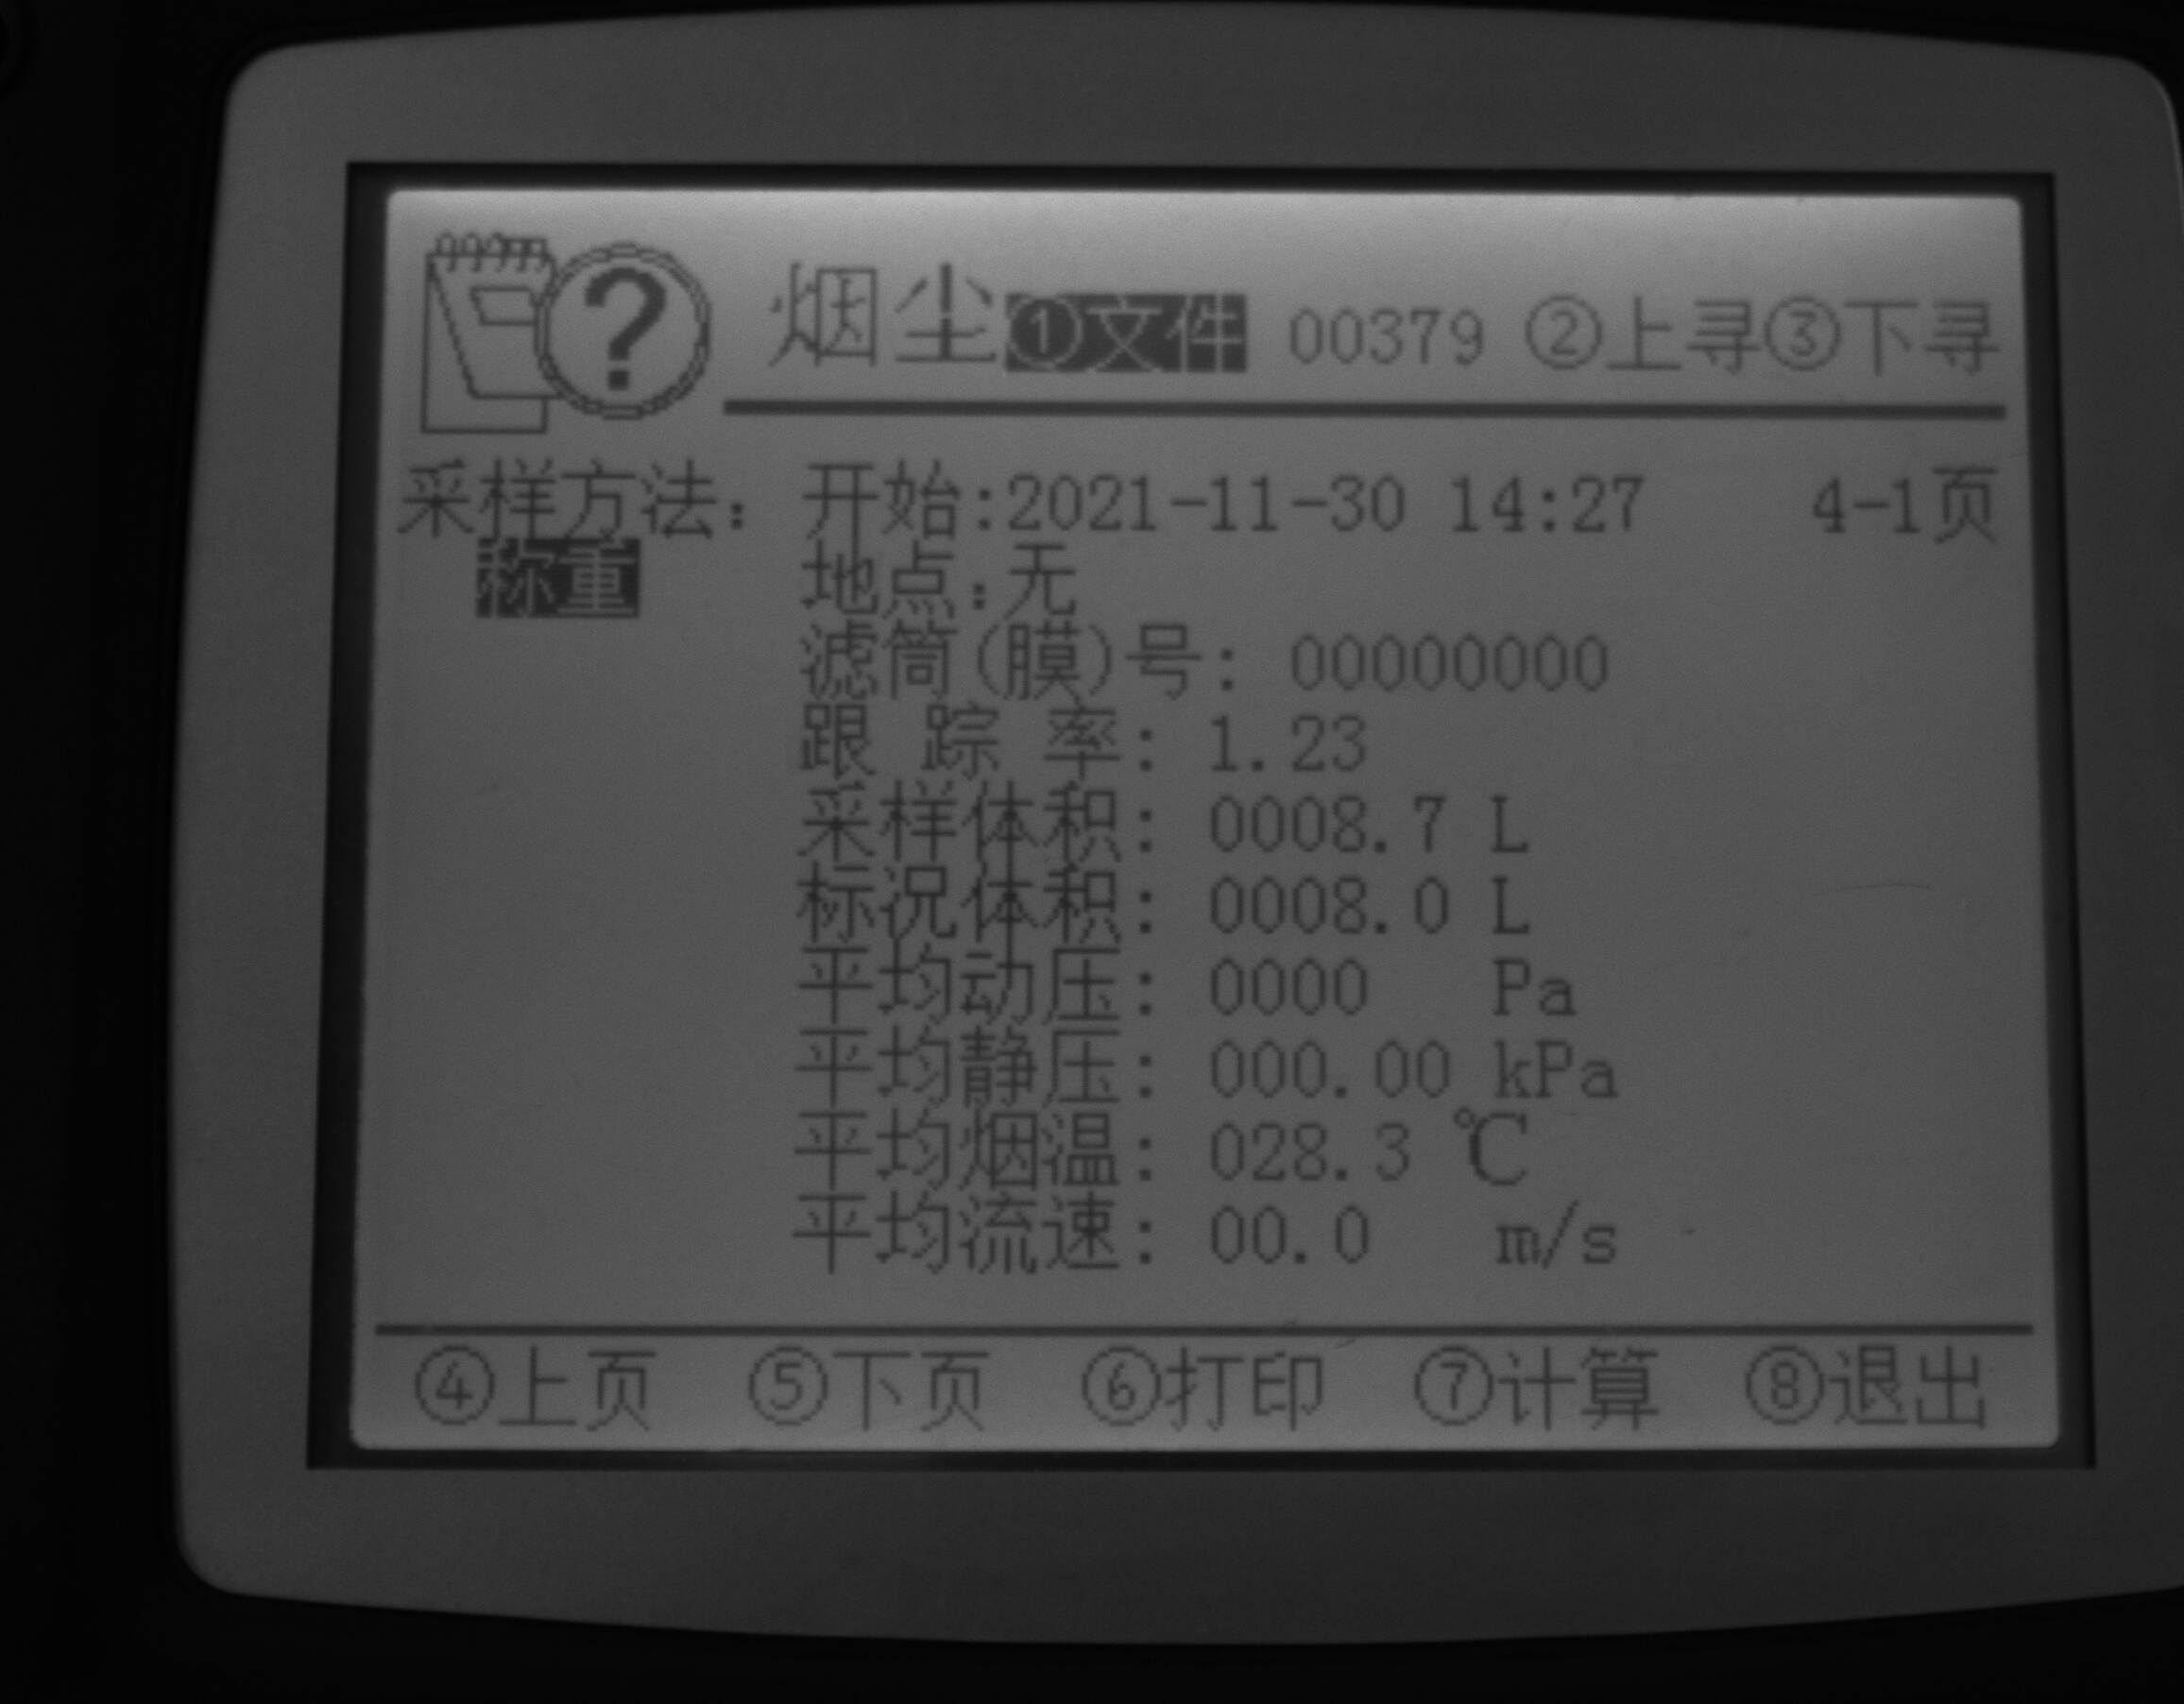 烟尘①文件 00379 ②上寻③下寻
采样方法: 开始:2021-11-30 14:27 4-1页
称重 地点:无
滤筒(膜)号: 00000000
跟 踪 率: 1.23
采样体积: 0008.7 L
标况体积: 0008.0 L
平均动压: 0000 Pa
平均静压: 000.00 kPa
平均烟温: 028.3 ℃
平均流速: 00.0 m/s
④上页 ⑤下页 ⑥打印 ⑦计算 ⑧退出